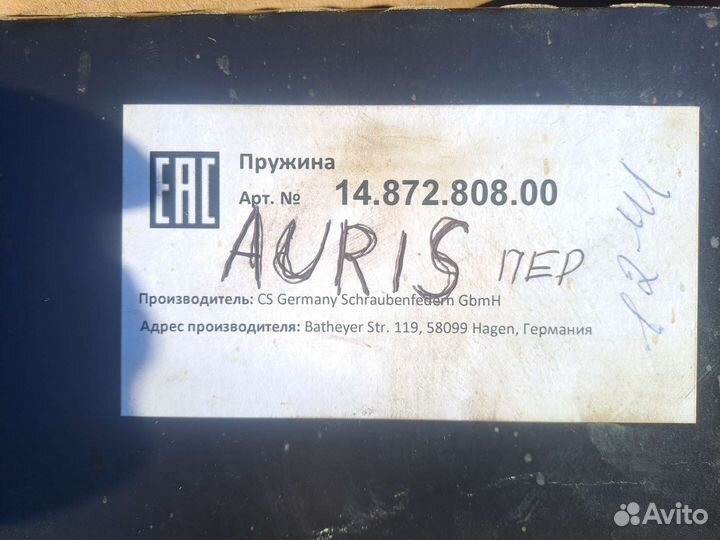 EAC
Пружина
Арт. № 14.872.808.00
AURIS ПЕР
Производитель: CS Germany Schraubenfedern GbmH
Адрес производителя: Batheyer Str. 119, 58099 Hagen, Германия
Avito